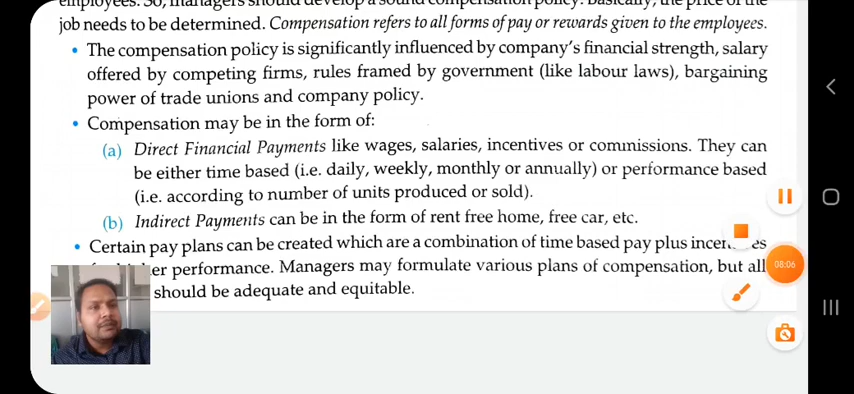 employees. So, managers should develop a sound compensation policy. Basically, the price of the
job needs to be determined. Compensation refers to all forms of pay or rewards given to the employees.
• The compensation policy is significantly influenced by company's financial strength, salary
offered by competing firms, rules framed by government (like labour laws), bargaining
power of trade unions and company policy.
• Compensation may be in the form of:
(a) Direct Financial Payments like wages, salaries, incentives or commissions. They can
be either time based (i.e. daily, weekly, monthly or annually) or performance based
(i.e. according to number of units produced or sold).
(b) Indirect Payments can be in the form of rent free home, free car, etc.
• Certain pay plans can be created which are a combination of time based pay plus
performance. Managers may formulate various plans of compensation, but all
should be adequate and equitable.
08:06